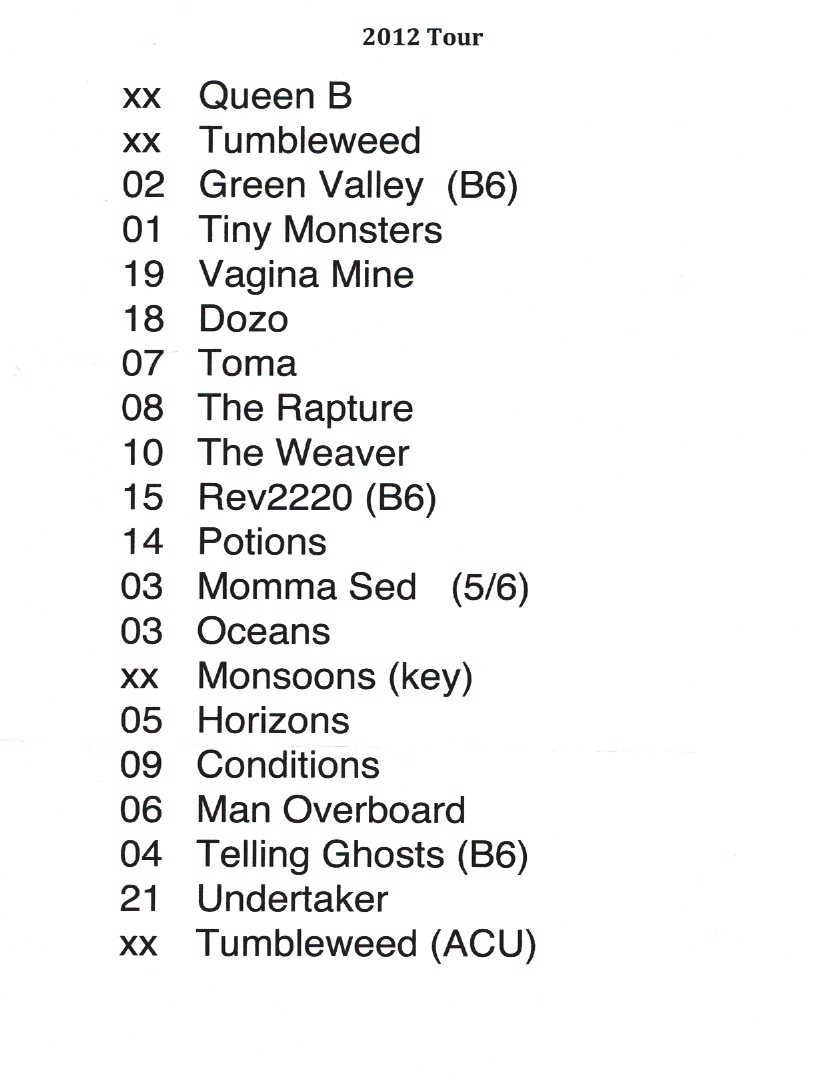 2012 Tour
xx Queen B
xx Tumbleweed
02 Green Valley (B6)
01 Tiny Monsters
19 Vagina Mine
18 Dozo
07 Toma
08 The Rapture
10 The Weaver
15 Rev2220 (B6)
14 Potions
03 Momma Sed (5/6)
03 Oceans
xx Monsoons (key)
05 Horizons
09 Conditions
06 Man Overboard
04 Telling Ghosts (B6)
21 Undertaker
xx Tumbleweed (ACU)